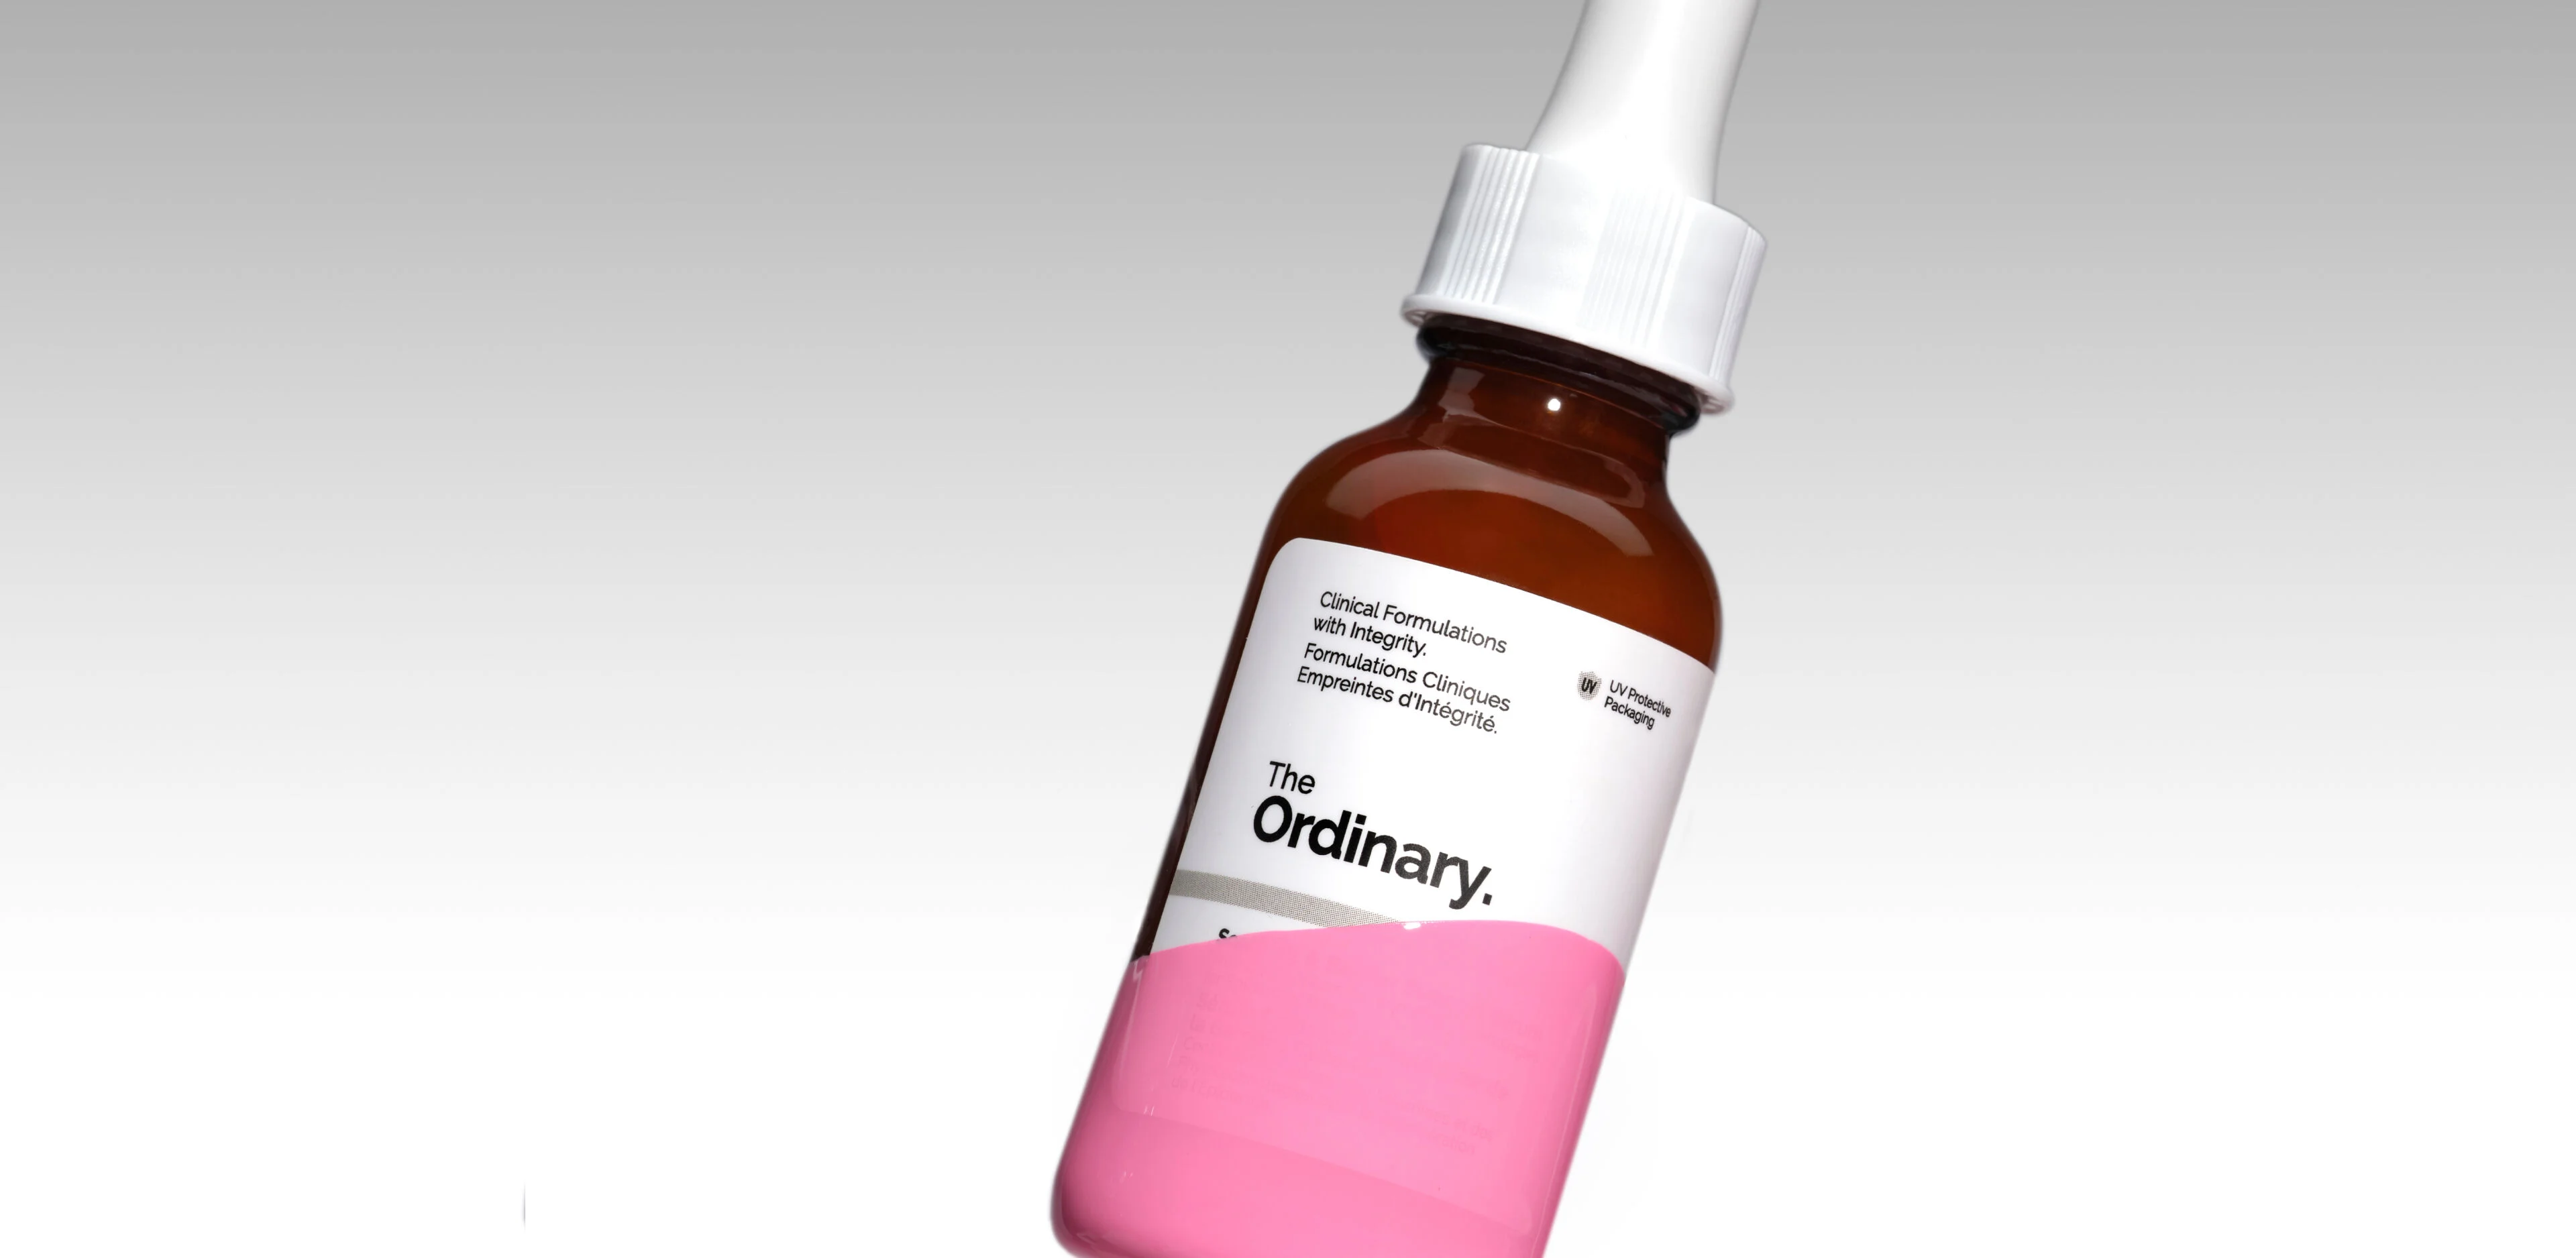 Clinical Formulations
with Integrity.
Formulations Cliniques
Empreintes d'Intégrité.
UV
UV Protective
Packaging
The
Ordinary.